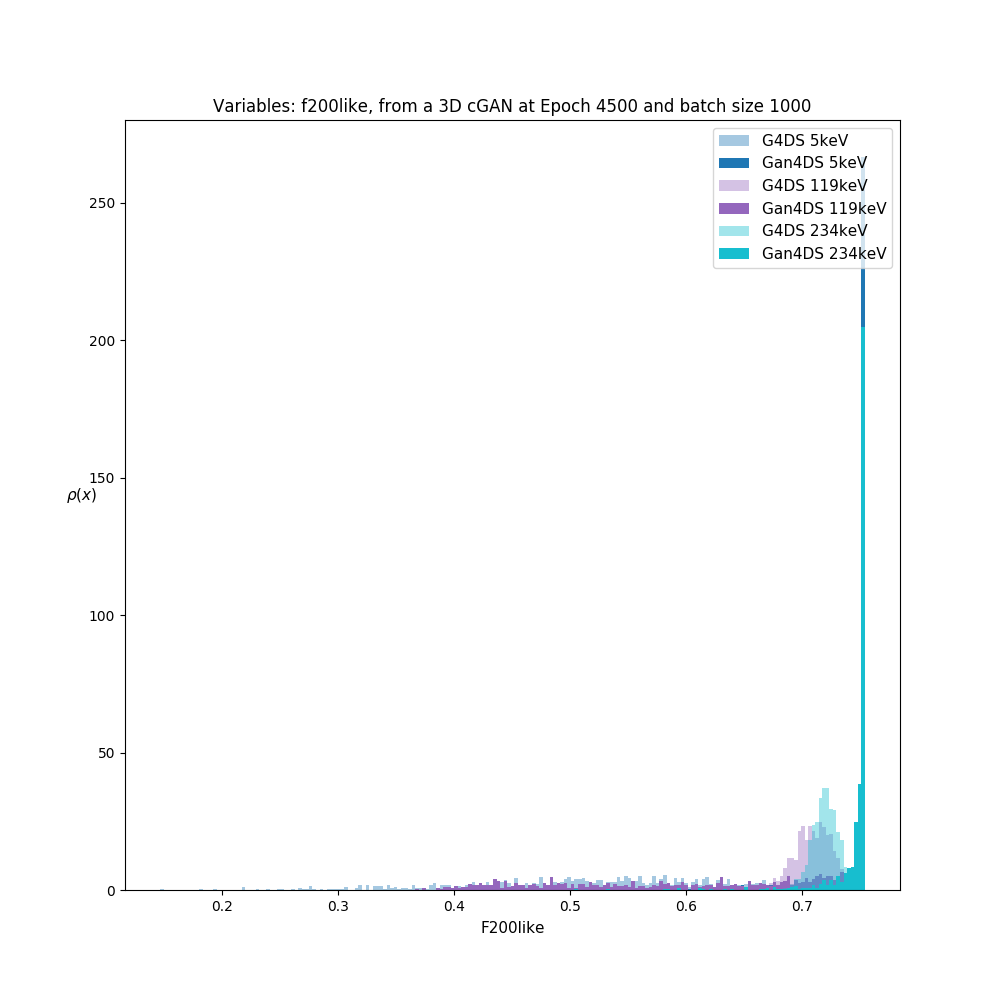 Variables: f200like, from a 3D cGAN at Epoch 4500 and batch size 1000
G4DS 5keV
Gan4DS 5keV
G4DS 119keV
Gan4DS 119keV
G4DS 234keV
Gan4DS 234keV
250
200
150
ρ(x)
100
50
0
0.2 0.3 0.4 0.5 0.6 0.7
F200like